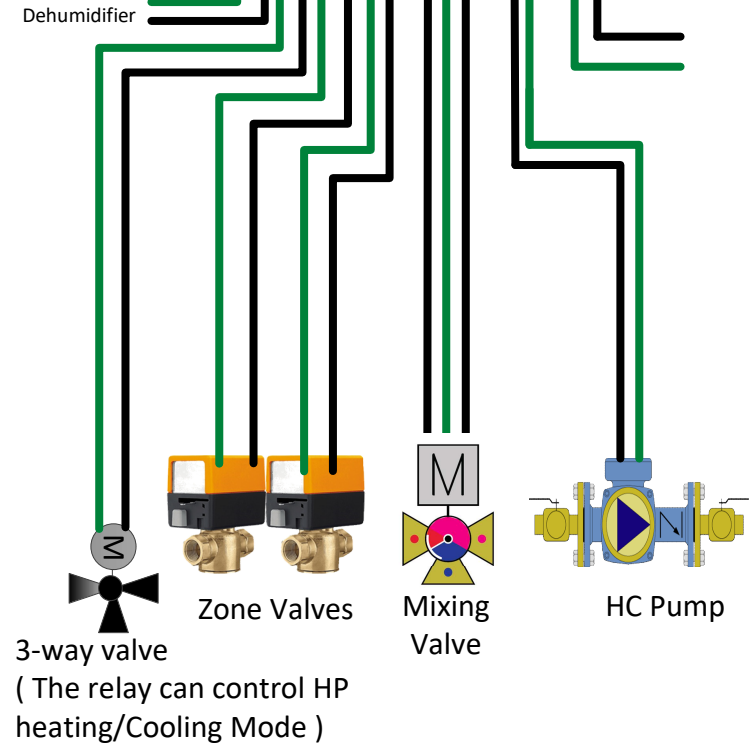 Dehumidifier
M
M
Zone Valves
Mixing
Valve
HC Pump
3-way valve
( The relay can control HP
heating/Cooling Mode )